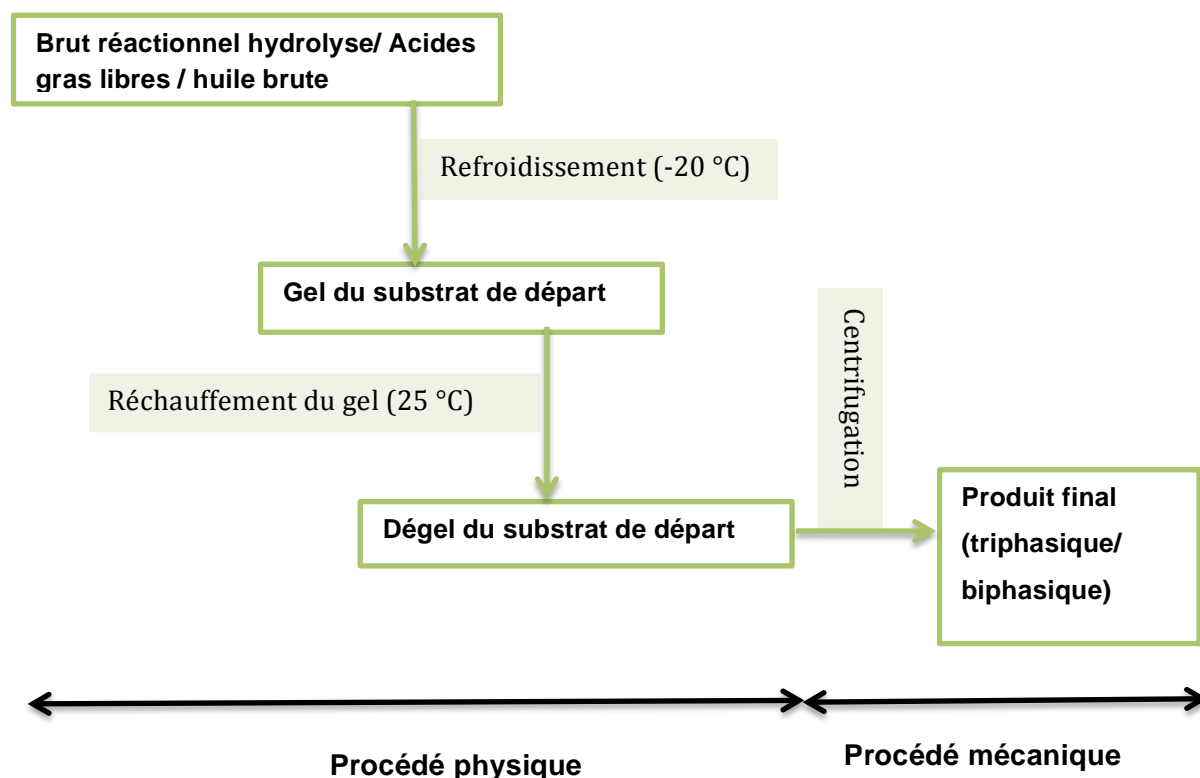 Brut réactionnel hydrolyse/ Acides
gras libres / huile brute
Refroidissement (-20 °C)
Gel du substrat de départ
Réchauffement du gel (25 °C)
Centrifugation
Dégel du substrat de départ
Produit final
(triphasique/
biphasique)
Procédé physique
Procédé mécanique